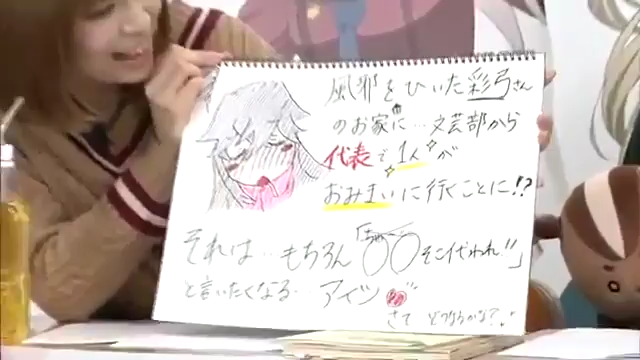 風邪をひいた彩弓さん
のお家に…文芸部から
代表で1人が
おみまいに行くことに!?
それは…もちろん「〇〇そこ代われ!!」
と言いたくなる…アイツ
さて どうなるかな?